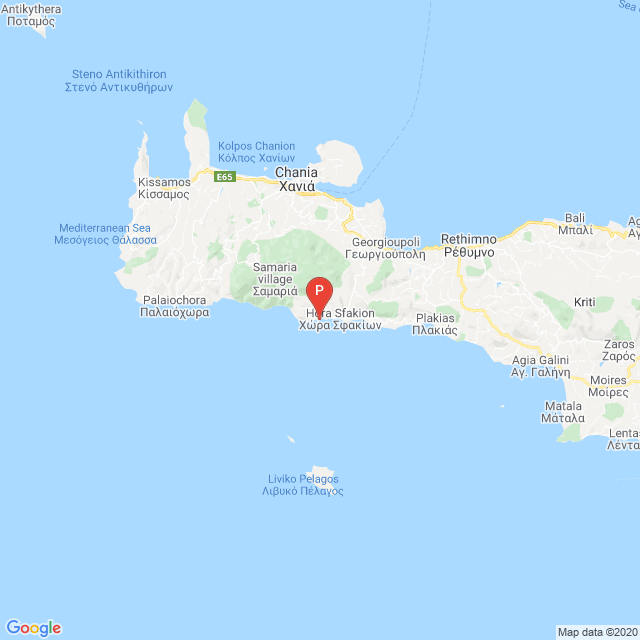 Antikythera
Ποταμός
Sea
Steno Antikithiron
Στενό Αντικυθήρων
Kolpos Chanion
Κόλπος Χανίων
E65
Chania
Χανιά
Kissamos
Κίσσαμος
Mediterranean Sea
Μεσόγειος Θάλασσα
Georgioupoli
Γεωργιούπολη
Rethimno
Ρέθυμνο
Bali
Μπαλί
Ag
Αγ
Samaria
village
Σαμαριά
P
Palaiochora
Παλαιόχωρα
Hora Sfakion
Χώρα Σφακίων
Plakias
Πλακιάς
Kriti
Zaros
Ζαρός
Agia Galini
Αγ. Γαλήνη
Moires
Μοίρες
Matala
Μάταλα
Lentas
Λέντα
Liviko Pelagos
Λιβυκό Πέλαγος
Google
Map data ©2020